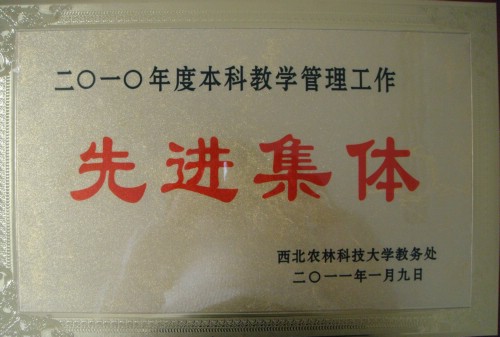 二〇一〇年度本科教学管理工作
先进集体
西北农林科技大学教务处
二〇一一年一月九日